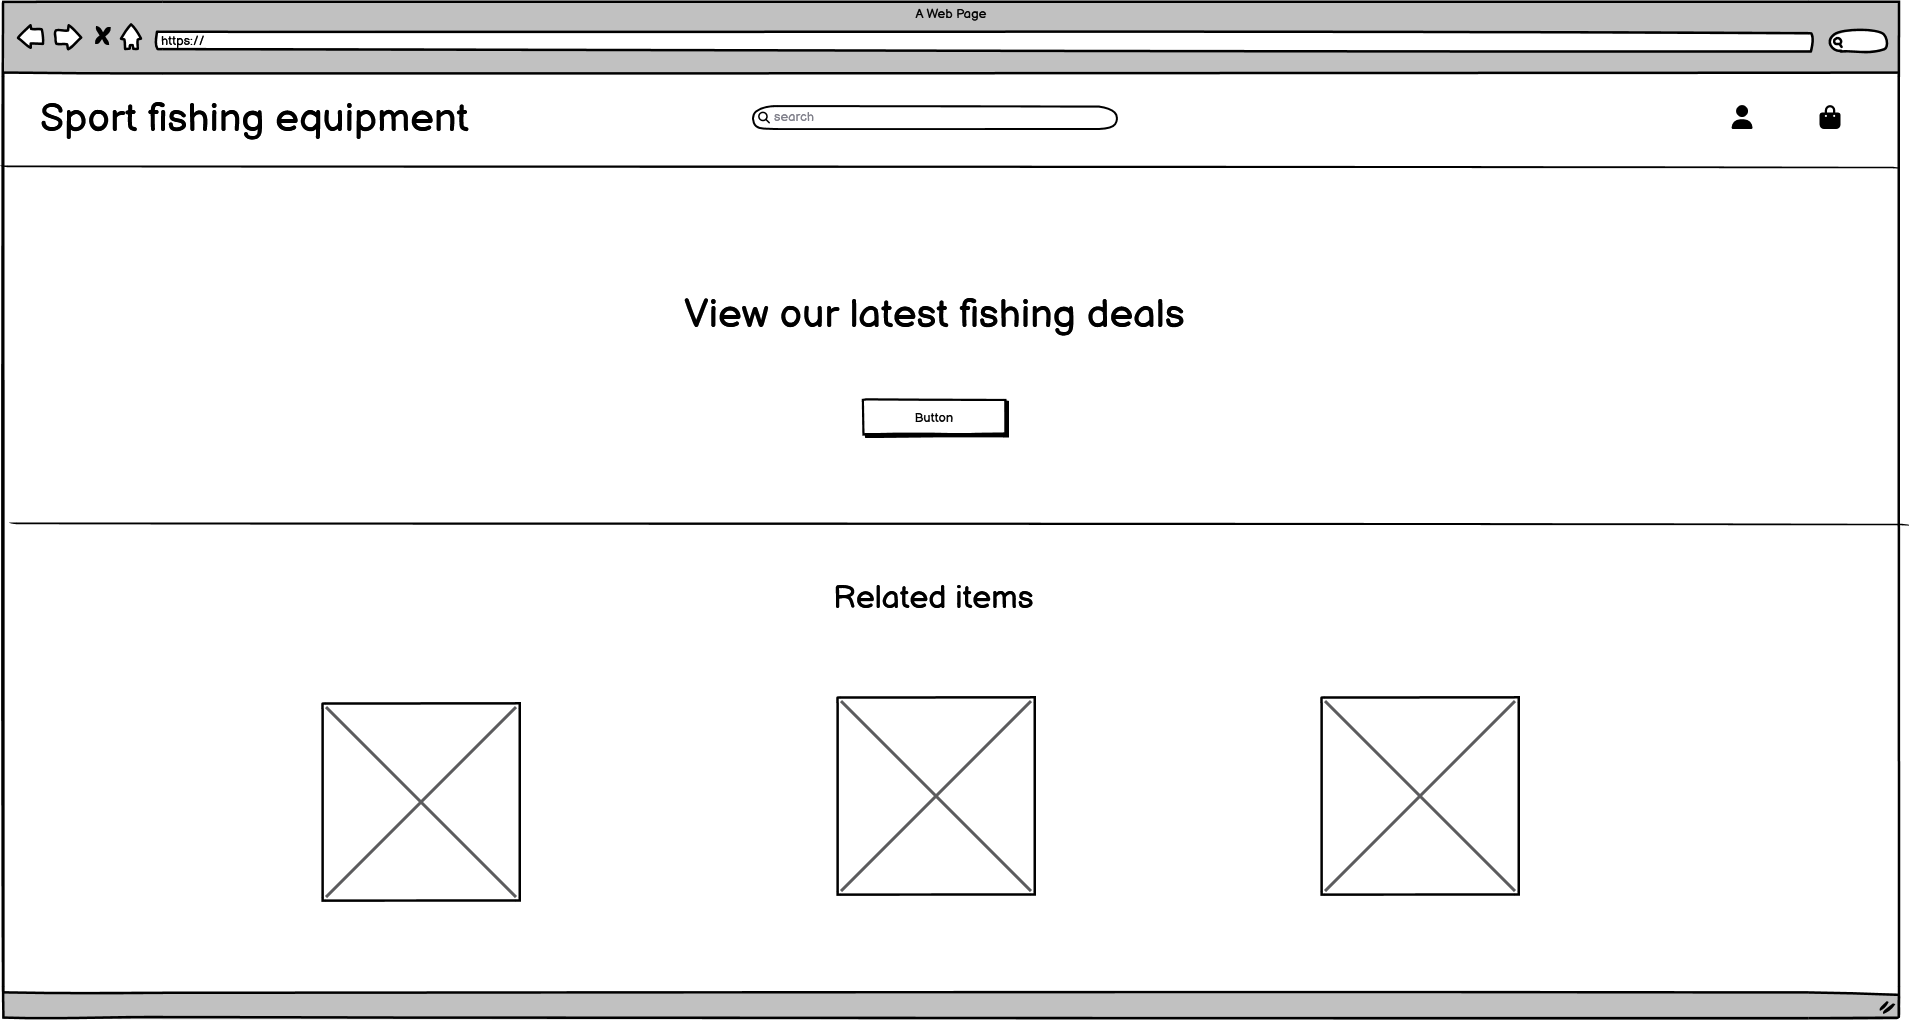 A Web Page
https://
Sport fishing equipment
search
View our latest fishing deals
Button
Related items